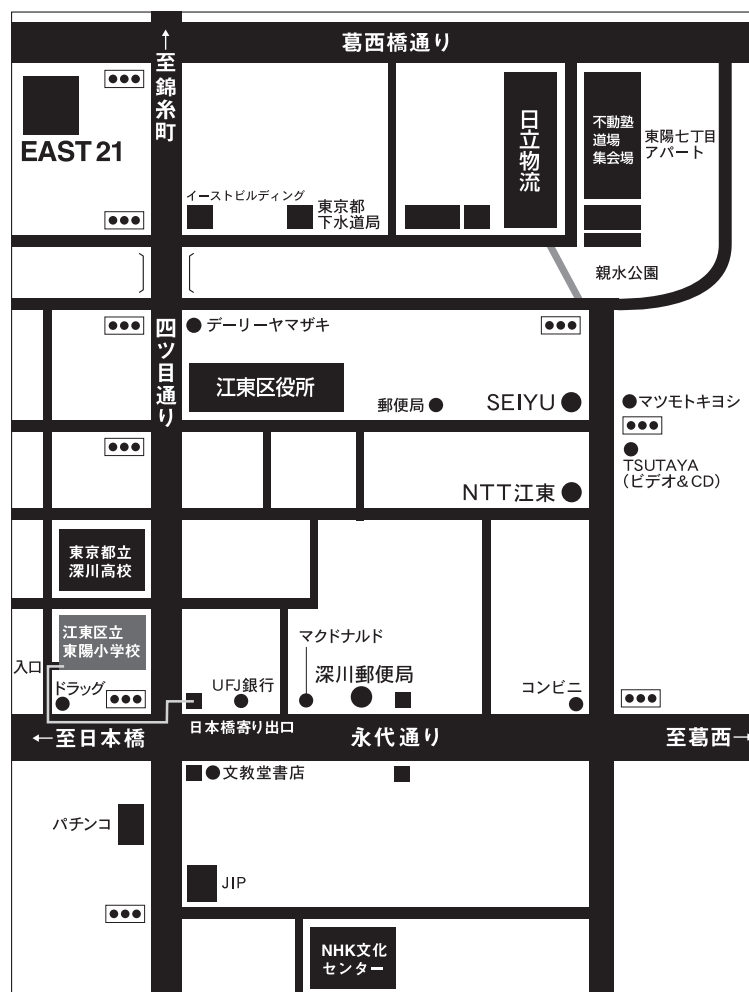 葛西橋通り
↑至錦糸町
EAST 21
日立物流
不動塾
道場
集会場
東陽七丁目
アパート
イーストビルディング
東京都
下水道局
親水公園
四ツ目通り
デーリーヤマザキ
江東区役所
郵便局
SEIYU
マツモトキヨシ
TSUTAYA
(ビデオ&CD)
NTT江東
東京都立
深川高校
江東区立
東陽小学校
入口
ドラッグ
UFJ銀行
マクドナルド
深川郵便局
コンビニ
日本橋寄り出口
←至日本橋
永代通り
至葛西→
文教堂書店
パチンコ
JIP
NHK文化
センター